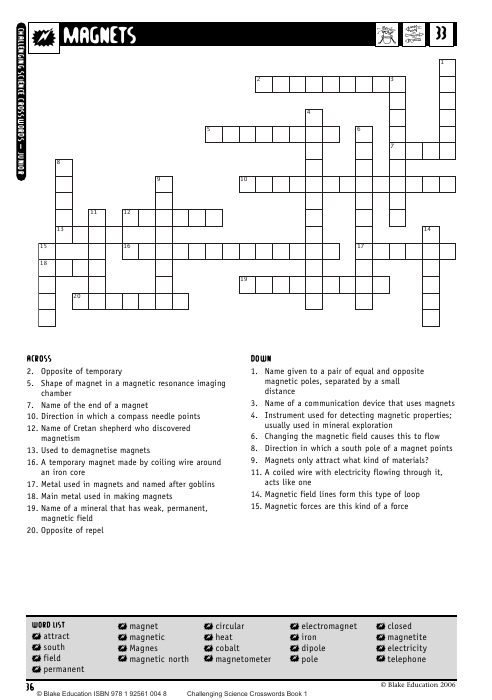 CHALLENGING SCIENCE CROSSWORDS – JUNIOR
MAGNETS
33
1
2
3
4
5
6
7
8
9
10
11
12
13
14
15
16
17
18
19
20
ACROSS
2. Opposite of temporary
5. Shape of magnet in a magnetic resonance imaging
chamber
7. Name of the end of a magnet
10. Direction in which a compass needle points
12. Name of Cretan shepherd who discovered
magnetism
13. Used to demagnetise magnets
16. A temporary magnet made by coiling wire around
an iron core
17. Metal used in magnets and named after goblins
18. Main metal used in making magnets
19. Name of a mineral that has weak, permanent,
magnetic field
20. Opposite of repel
DOWN
1. Name given to a pair of equal and opposite
magnetic poles, separated by a small
distance
3. Name of a communication device that uses magnets
4. Instrument used for detecting magnetic properties;
usually used in mineral exploration
6. Changing the magnetic field causes this to flow
8. Direction in which a south pole of a magnet points
9. Magnets only attract what kind of materials?
11. A coiled wire with electricity flowing through it,
acts like one
14. Magnetic field lines form this type of loop
15. Magnetic forces are this kind of a force
WORD LIST
attract
south
field
permanent
magnet
magnetic
Magnes
magnetic north
circular
heat
cobalt
magnetometer
electromagnet
iron
dipole
pole
closed
magnetite
electricity
telephone
36
© Blake Education 2006
© Blake Education ISBN 978 1 92561 004 8 Challenging Science Crosswords Book 1